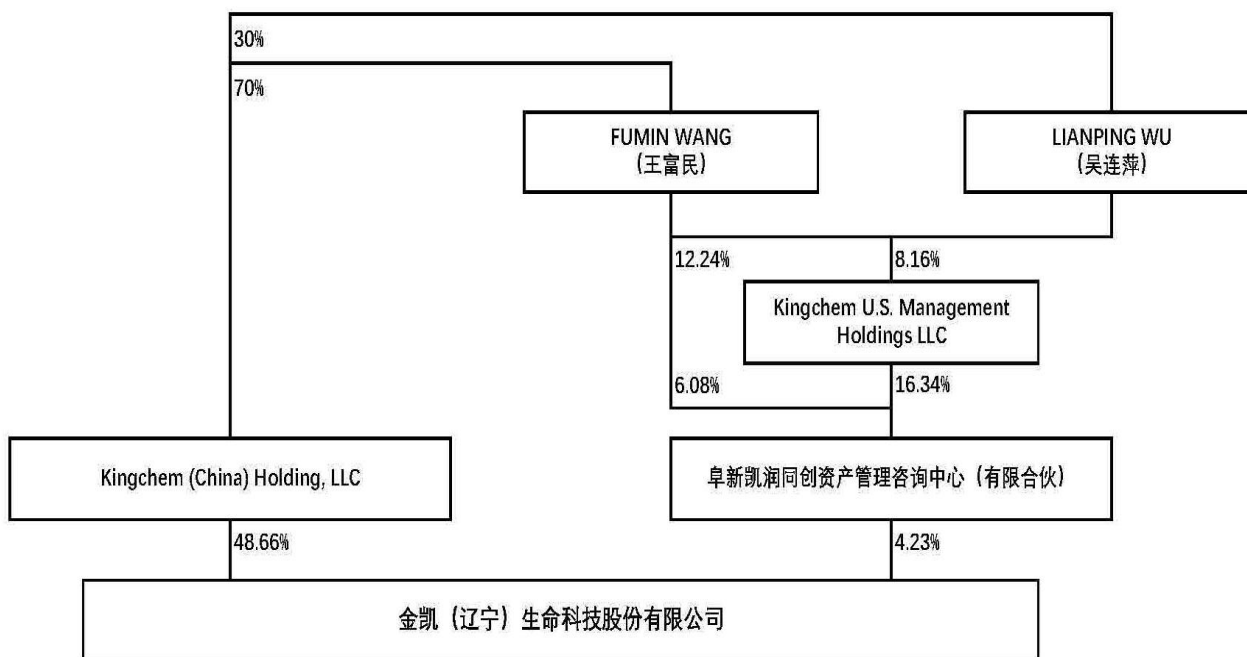 30%
70%
FUMIN WANG
（王富民）
LIANPING WU
（吴连萍）
12.24%
8.16%
Kingchem U.S. Management
Holdings LLC
6.08%
16.34%
Kingchem (China) Holding, LLC
阜新凯润同创资产管理咨询中心（有限合伙）
48.66%
4.23%
金凯（辽宁）生命科技股份有限公司